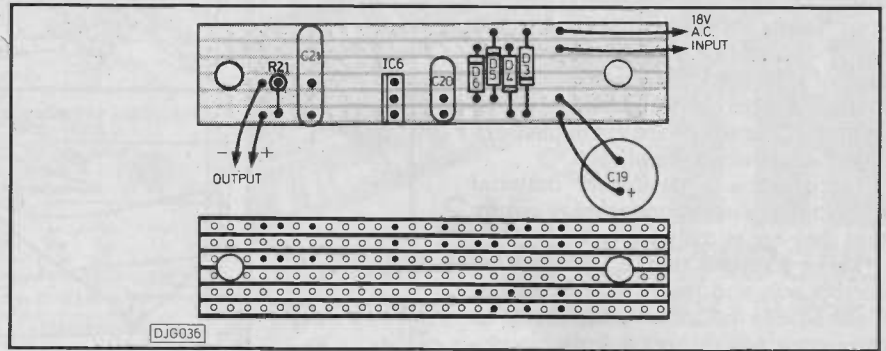 18V
A.C.
INPUT
C21
R21
IC6
C20
D6
D5
D4
D3
- +
OUTPUT
C19
+
DJG036